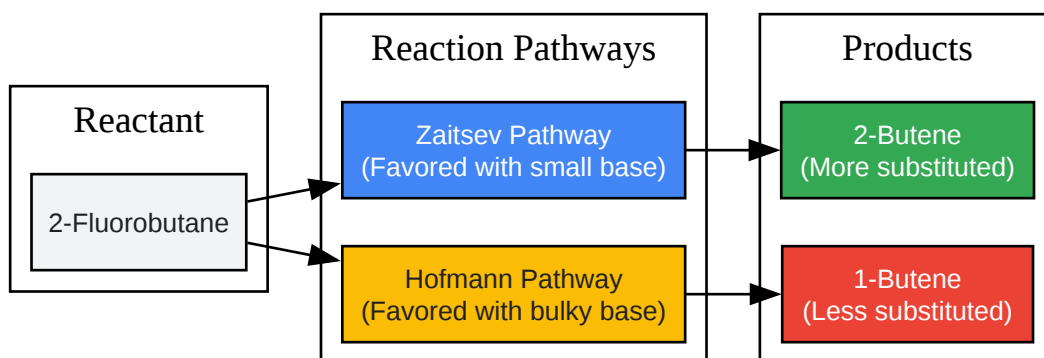 Reactant
2-Fluorobutane
Reaction Pathways
Zaitsev Pathway
(Favored with small base)
Hofmann Pathway
(Favored with bulky base)
Products
2-Butene
(More substituted)
1-Butene
(Less substituted)